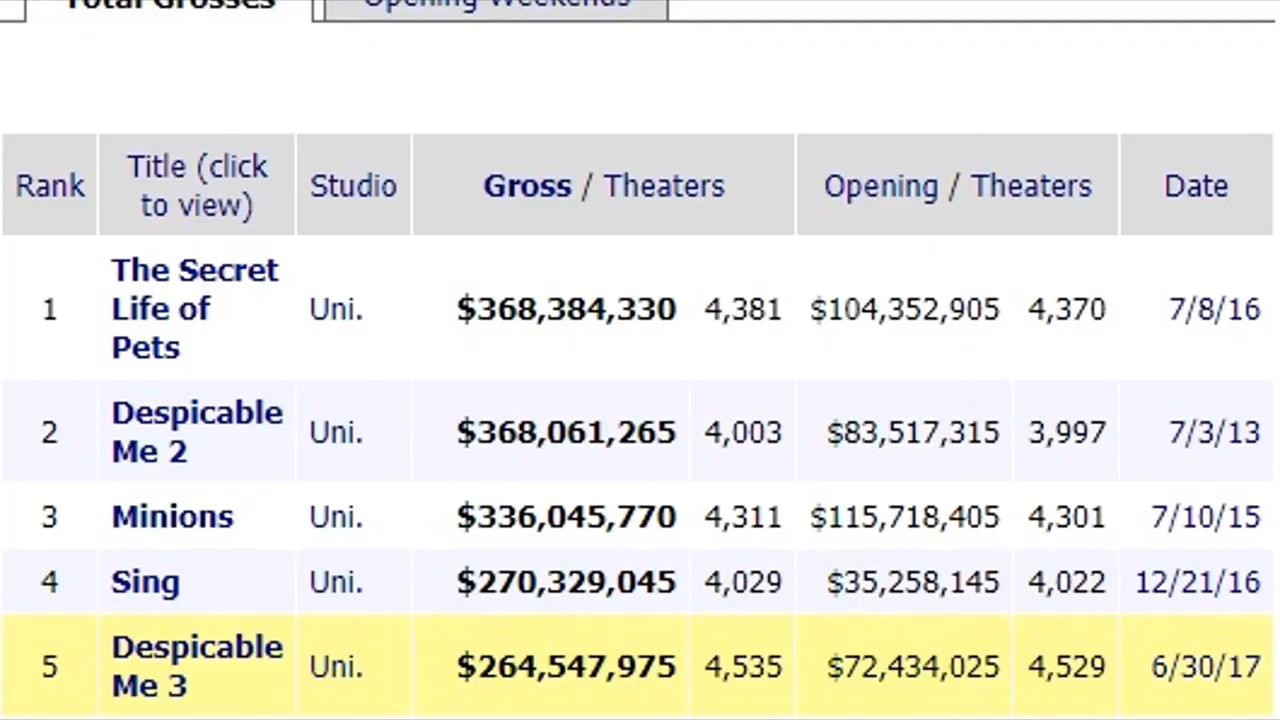 Total Grosses Opening Weekends
Rank Title (click to view) Studio Gross / Theaters Opening / Theaters Date
1 The Secret Life of Pets Uni. $368,384,330 4,381 $104,352,905 4,370 7/8/16
2 Despicable Me 2 Uni. $368,061,265 4,003 $83,517,315 3,997 7/3/13
3 Minions Uni. $336,045,770 4,311 $115,718,405 4,301 7/10/15
4 Sing Uni. $270,329,045 4,029 $35,258,145 4,022 12/21/16
5 Despicable Me 3 Uni. $264,547,975 4,535 $72,434,025 4,529 6/30/17